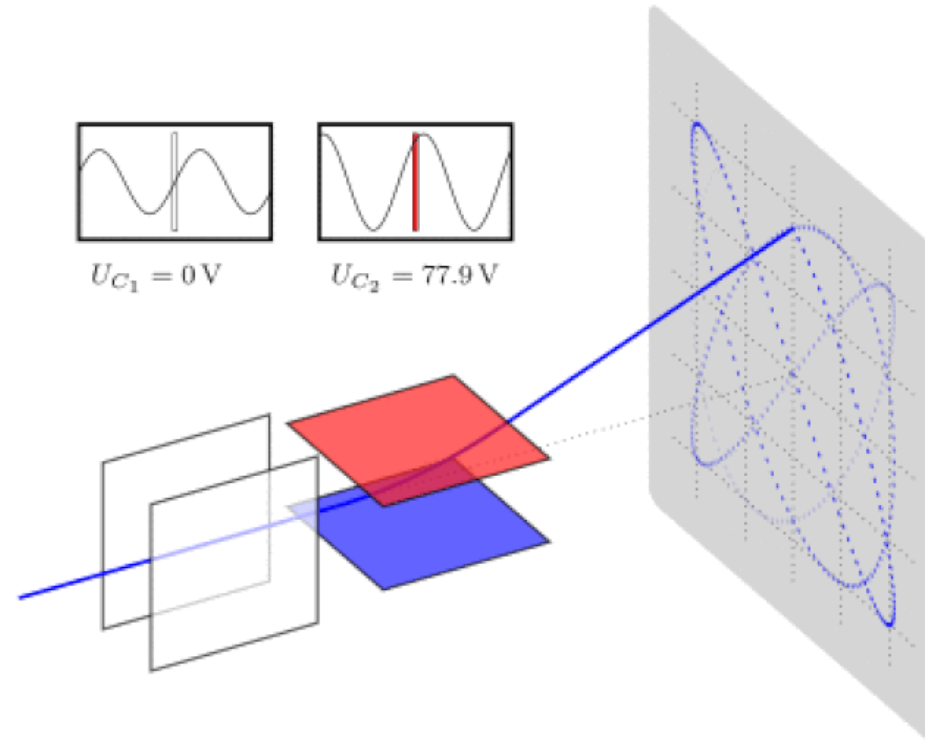 U_{C_1} = 0 V
U_{C_2} = 77.9 V